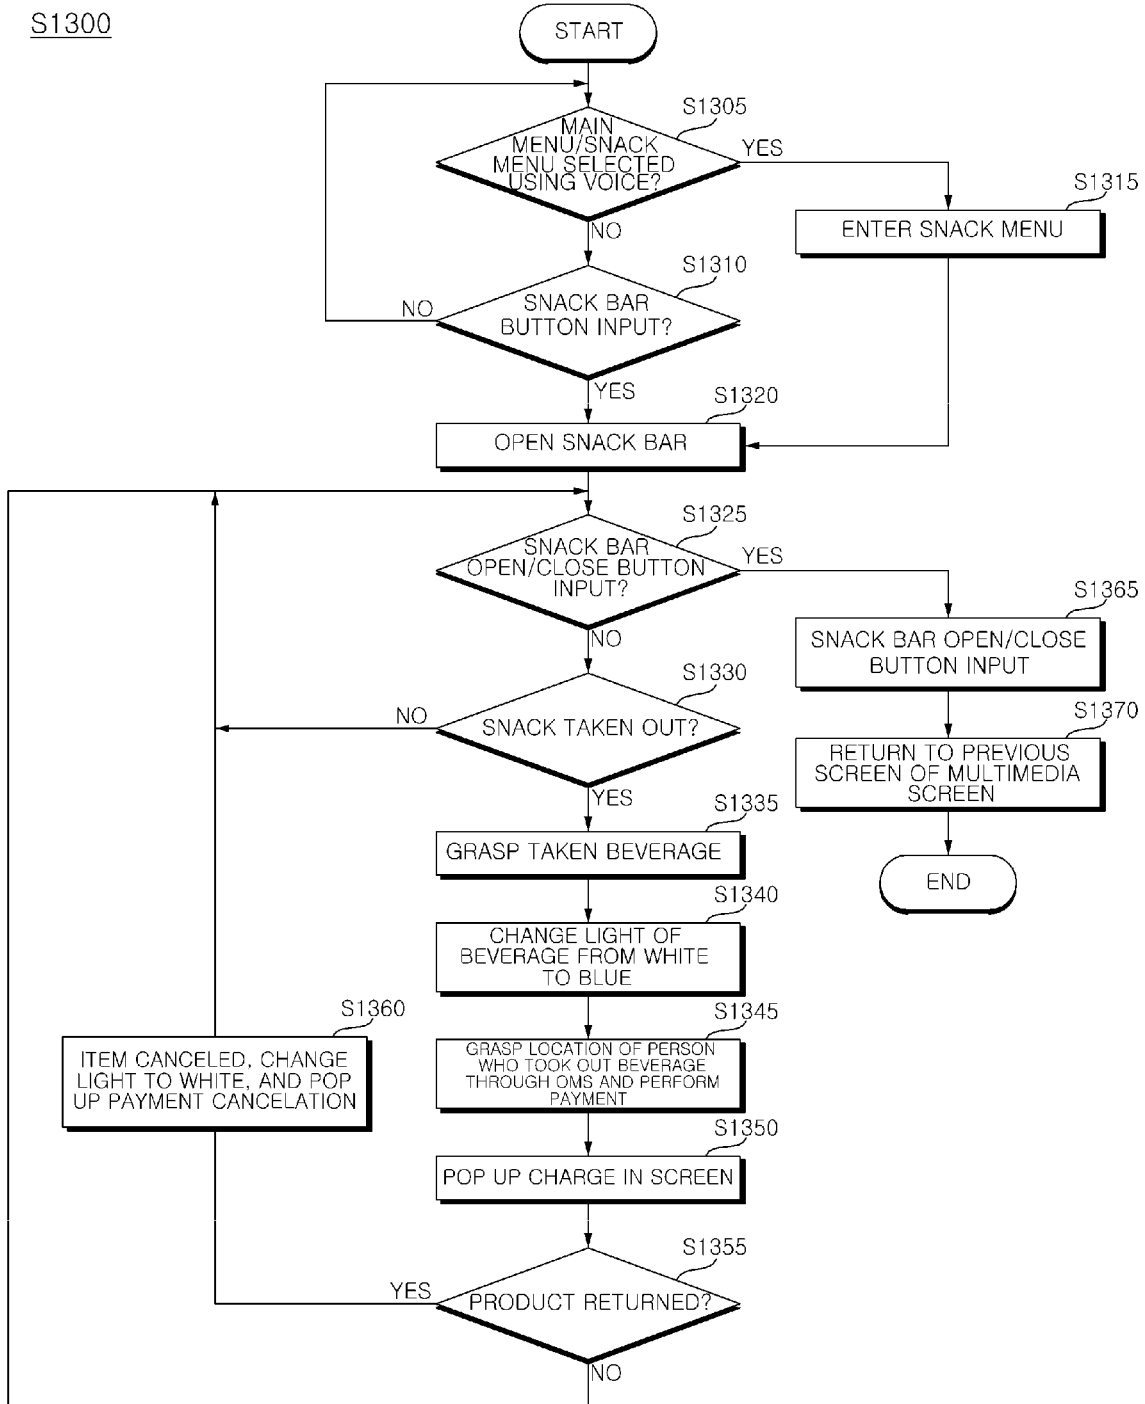 S1300
START
S1305
MAIN
MENU/SNACK
MENU SELECTED
USING VOICE?
YES
NO
S1315
ENTER SNACK MENU
S1310
SNACK BAR
BUTTON INPUT?
NO
YES
S1320
OPEN SNACK BAR
S1325
SNACK BAR
OPEN/CLOSE BUTTON
INPUT?
YES
NO
S1365
SNACK BAR OPEN/CLOSE
BUTTON INPUT
S1330
SNACK TAKEN OUT?
NO
YES
S1370
RETURN TO PREVIOUS
SCREEN OF MULTIMEDIA
SCREEN
END
S1335
GRASP TAKEN BEVERAGE
S1340
CHANGE LIGHT OF
BEVERAGE FROM WHITE
TO BLUE
S1345
GRASP LOCATION OF PERSON
WHO TOOK OUT BEVERAGE
THROUGH OMS AND PERFORM
PAYMENT
S1360
ITEM CANCELED, CHANGE
LIGHT TO WHITE, AND POP
UP PAYMENT CANCELATION
S1350
POP UP CHARGE IN SCREEN
S1355
PRODUCT RETURNED?
YES
NO